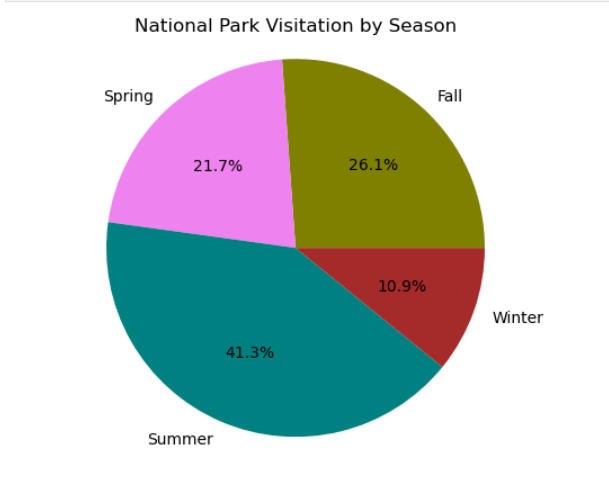 National Park Visitation by Season
Spring
Fall
21.7%
26.1%
10.9%
Winter
41.3%
Summer